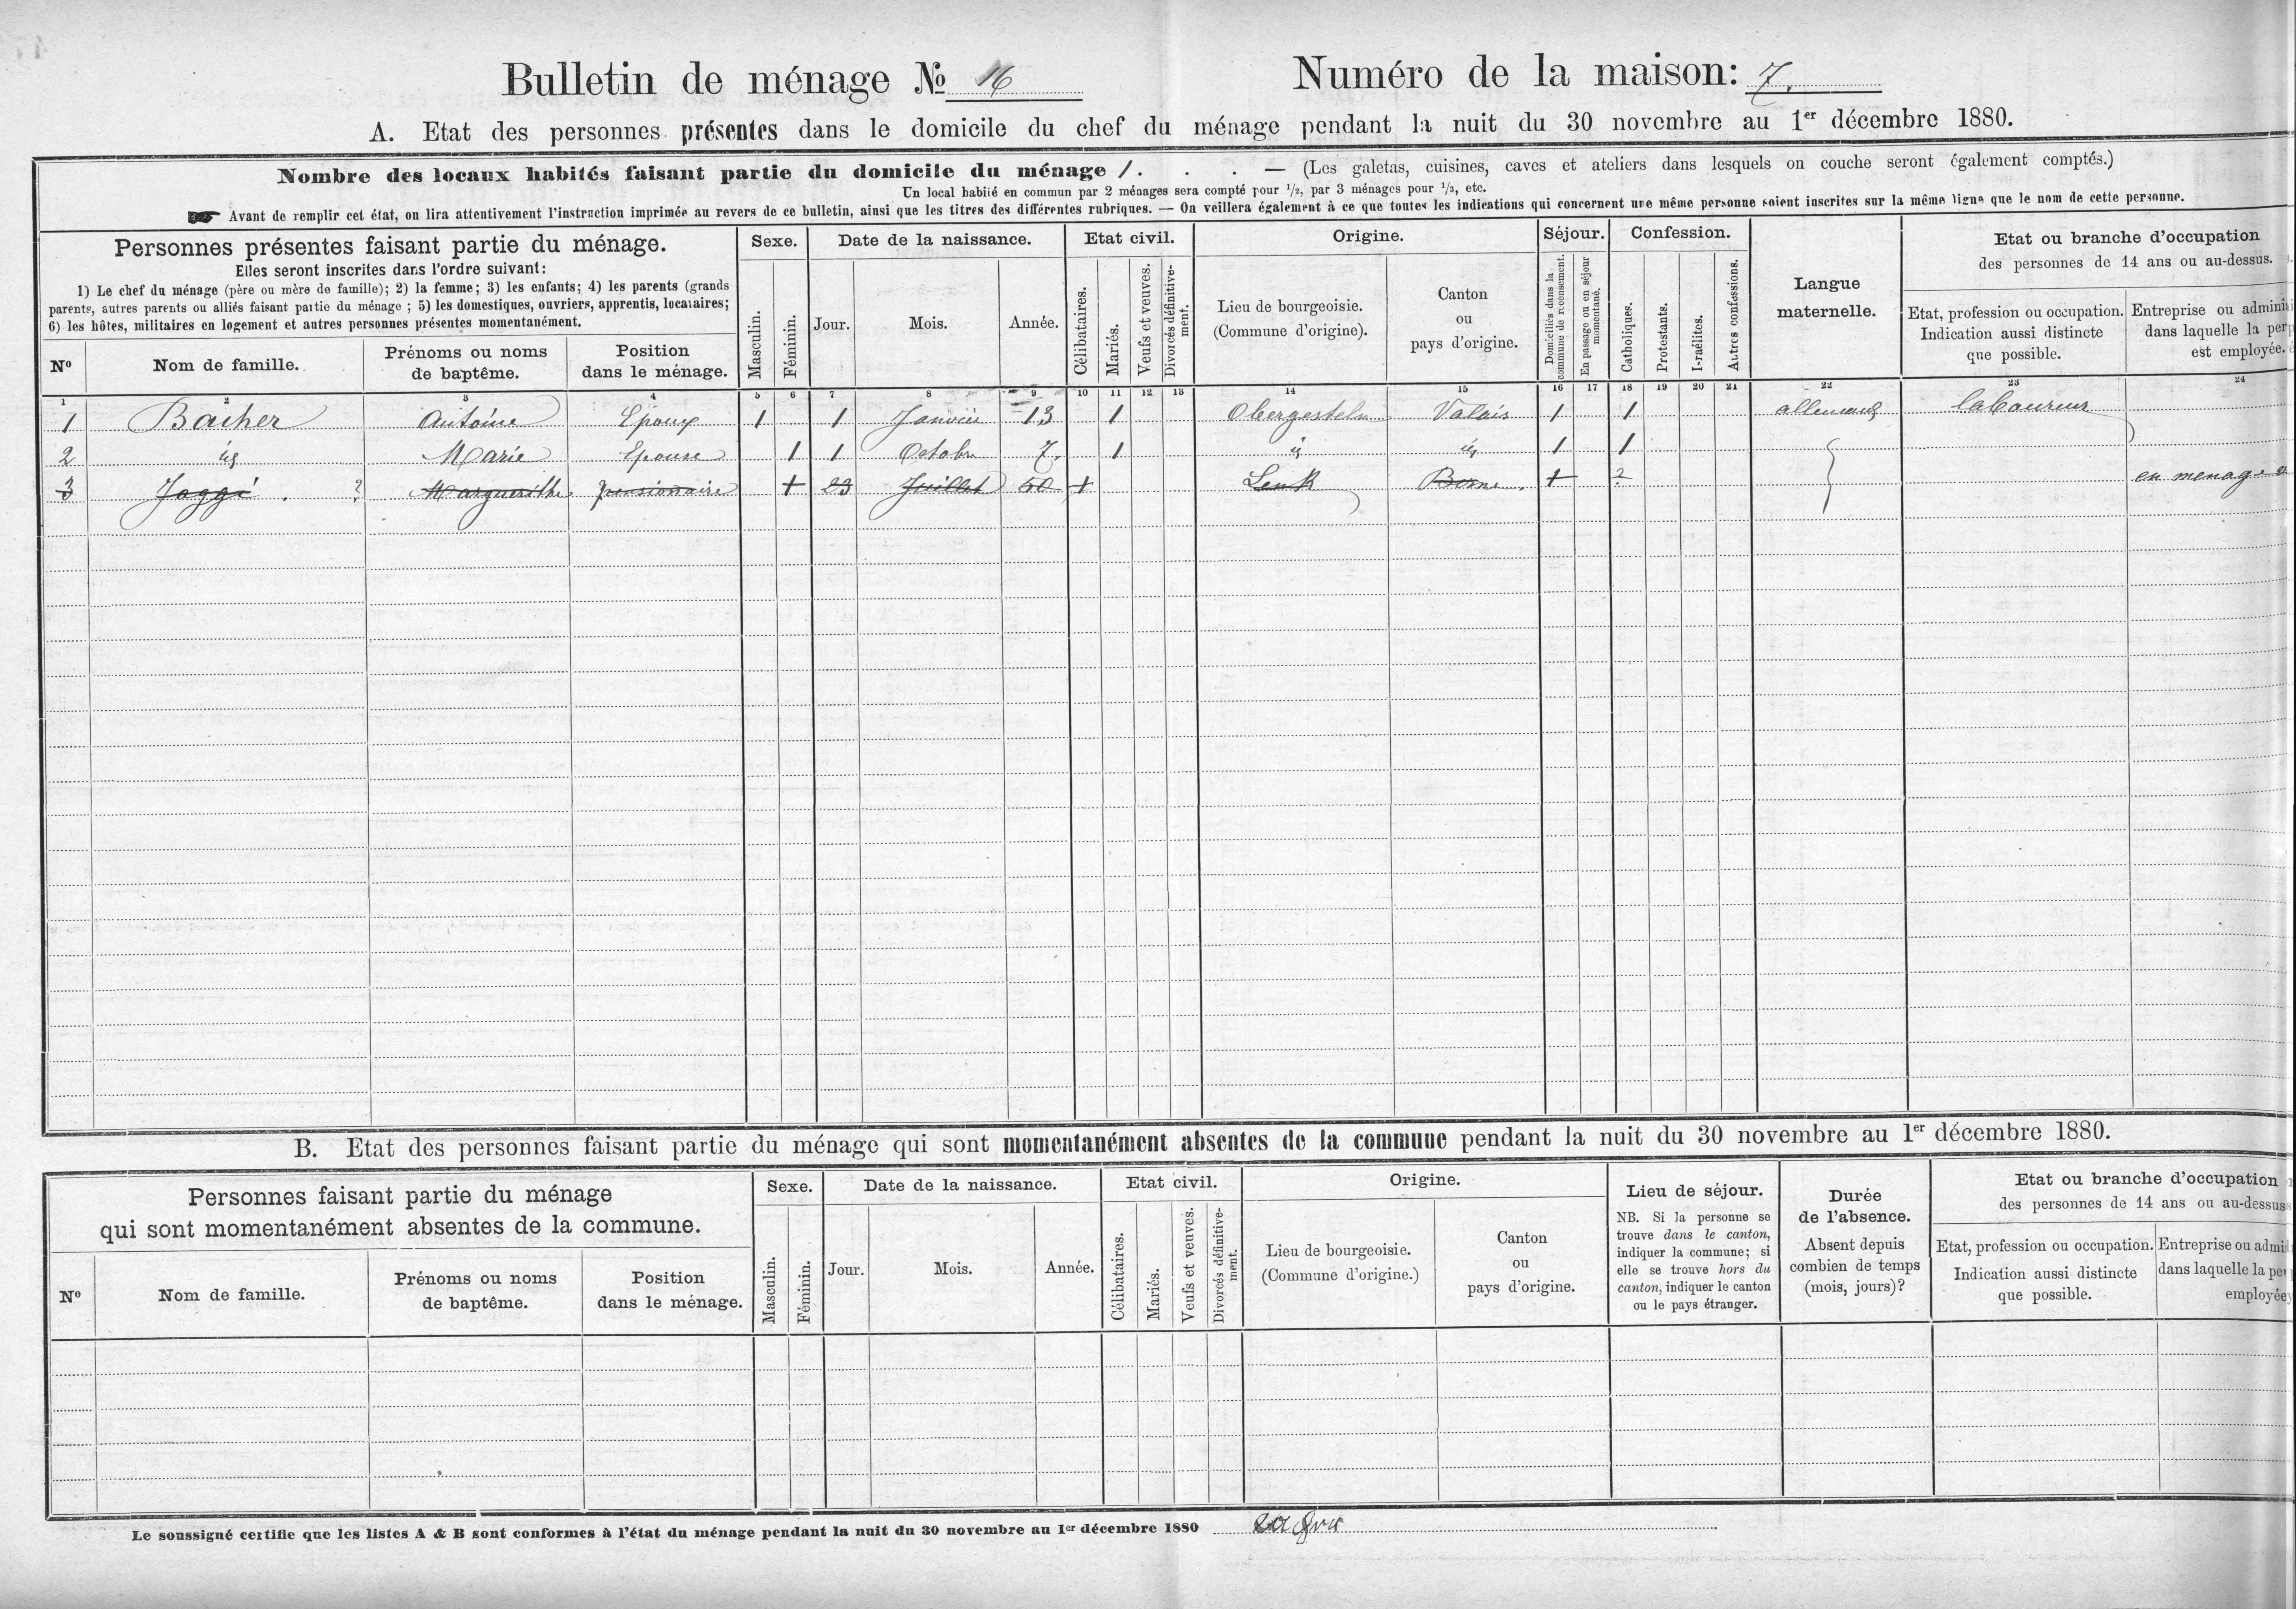 Bulletin de ménage № 16
Numéro de la maison: 7.
A. Etat des personnes présentes dans le domicile du chef du ménage pendant la nuit du 30 novembre au 1er décembre 1880.
Nombre des locaux habités faisant partie du domicile du ménage 1. . . — (Les galetas, cuisines, caves et ateliers dans lesquels on couche seront également comptés.)
Un local habité en commun par 2 ménages sera compté pour 1/2, par 3 ménages pour 1/3, etc.
Avant de remplir cet état, on lira attentivement l'instruction imprimée au revers de ce bulletin, ainsi que les titres des différentes rubriques. — On veillera également à ce que toutes les indications qui concernent une même personne soient inscrites sur la même ligne que le nom de cette personne.
Personnes présentes faisant partie du ménage.
Elles seront inscrites dans l'ordre suivant:
1) Le chef du ménage (père ou mère de famille); 2) la femme; 3) les enfants; 4) les parents (grands
parents, autres parents ou alliés faisant partie du ménage ; 5) les domestiques, ouvriers, apprentis, locataires;
6) les hôtes, militaires en logement et autres personnes présentes momentanément.
Nº
Nom de famille.
Prénoms ou noms
de baptême.
Position
dans le ménage.
Sexe.
Masculin.
Féminin.
Date de la naissance.
Jour.
Mois.
Année.
Etat civil.
Célibataires.
Mariés.
Veufs et veuves.
Divorcés définitive-
ment.
Origine.
Lieu de bourgeoisie.
(Commune d'origine).
Canton
ou
pays d'origine.
Séjour.
Domiciliés dans la
commune de recensement.
En passage ou en séjour
momentané.
Confession.
Catholiques.
Protestants.
Israélites.
Autres confessions.
Langue
maternelle.
Etat ou branche d'occupation
des personnes de 14 ans ou au-dessus.
Etat, profession ou occupation.
Indication aussi distincte
que possible.
Entreprise ou admini
dans laquelle la per
est employée.
1 2 3 4 5 6 7 8 9 10 11 12 13 14 15 16 17 18 19 20 21 22 23 24
1 Bacher Antoine Epoux 1 1 Janvier 13 1 Obergesteln Valais 1 1 allemand laboureur
2 id Marie Epouse 1 1 Octobre 7. 1 id id 1 1
3 Jaggi . ? Marguerithe pensionnaire + 23 Juillet 50 + Lenk Berne . + ? en menage
B. Etat des personnes faisant partie du ménage qui sont momentanément absentes de la commune pendant la nuit du 30 novembre au 1er décembre 1880.
Personnes faisant partie du ménage
qui sont momentanément absentes de la commune.
Nº
Nom de famille.
Prénoms ou noms
de baptême.
Position
dans le ménage.
Sexe.
Masculin.
Féminin.
Date de la naissance.
Jour.
Mois.
Année.
Etat civil.
Célibataires.
Mariés.
Veufs et veuves.
Divorcés définitive-
ment.
Origine.
Lieu de bourgeoisie.
(Commune d'origine.)
Canton
ou
pays d'origine.
Lieu de séjour.
NB. Si la personne se
trouve dans le canton,
indiquer la commune; si
elle se trouve hors du
canton, indiquer le canton
ou le pays étranger.
Durée
de l'absence.
Absent depuis
combien de temps
(mois, jours)?
Etat ou branche d'occupation
des personnes de 14 ans ou au-dessus
Etat, profession ou occupation.
Indication aussi distincte
que possible.
Entreprise ou admi
dans laquelle la pe
employée
Le soussigné certifie que les listes A & B sont conformes à l'état du ménage pendant la nuit du 30 novembre au 1er décembre 1880